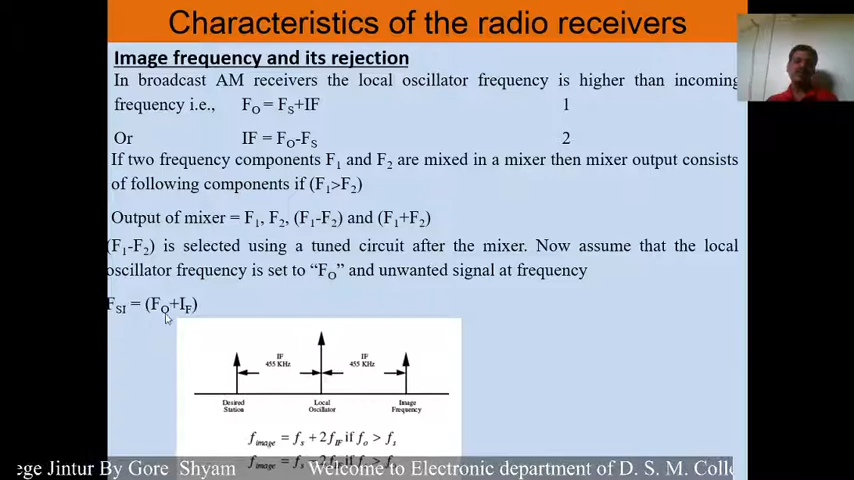 Characteristics of the radio receivers
Image frequency and its rejection
In broadcast AM receivers the local oscillator frequency is higher than incoming
frequency i.e., F_O = F_S+IF 1
Or IF = F_O-F_S 2
If two frequency components F_1 and F_2 are mixed in a mixer then mixer output consists
of following components if (F_1>F_2)
Output of mixer = F_1, F_2, (F_1-F_2) and (F_1+F_2)
(F_1-F_2) is selected using a tuned circuit after the mixer. Now assume that the local
oscillator frequency is set to “F_O” and unwanted signal at frequency
F_SI = (F_O+I_F)
IF
455 KHz
IF
455 KHz
Desired
Station
Local
Oscillator
Image
Frequency
f_image = f_s + 2f_IF if f_o > f_s
f_image = f_s
ege Jintur By Gore Shyam Welcome to Electronic department of D. S. M. Colle